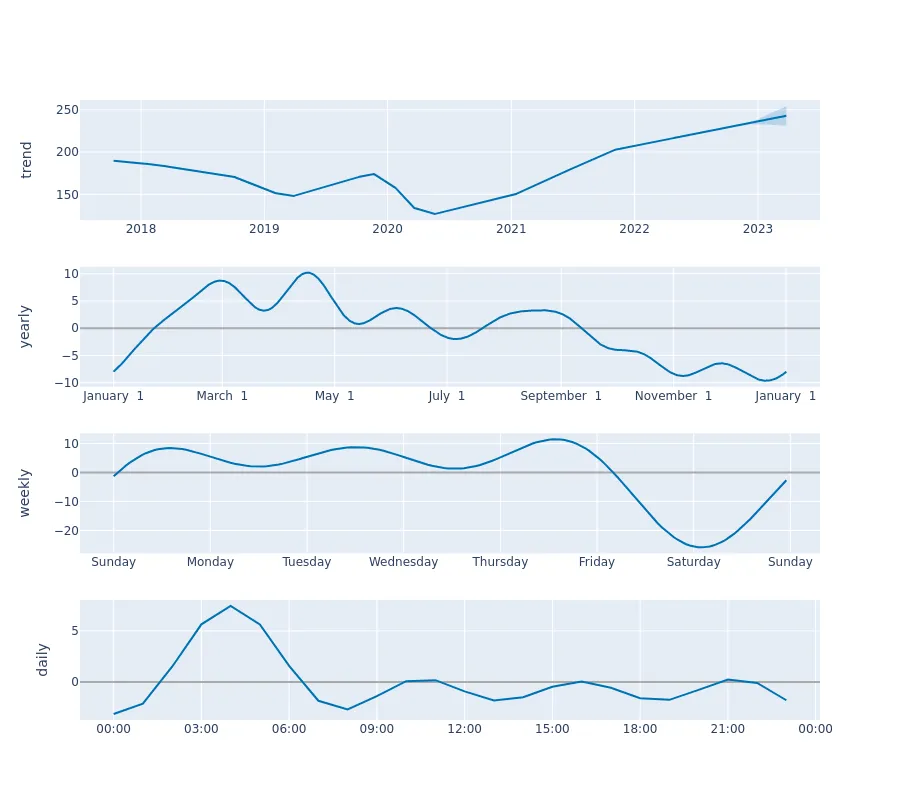 trend
250
200
150
2018 2019 2020 2021 2022 2023
yearly
10
5
0
−5
−10
January 1 March 1 May 1 July 1 September 1 November 1 January 1
weekly
10
0
−10
−20
Sunday Monday Tuesday Wednesday Thursday Friday Saturday Sunday
daily
5
0
00:00 03:00 06:00 09:00 12:00 15:00 18:00 21:00 00:00